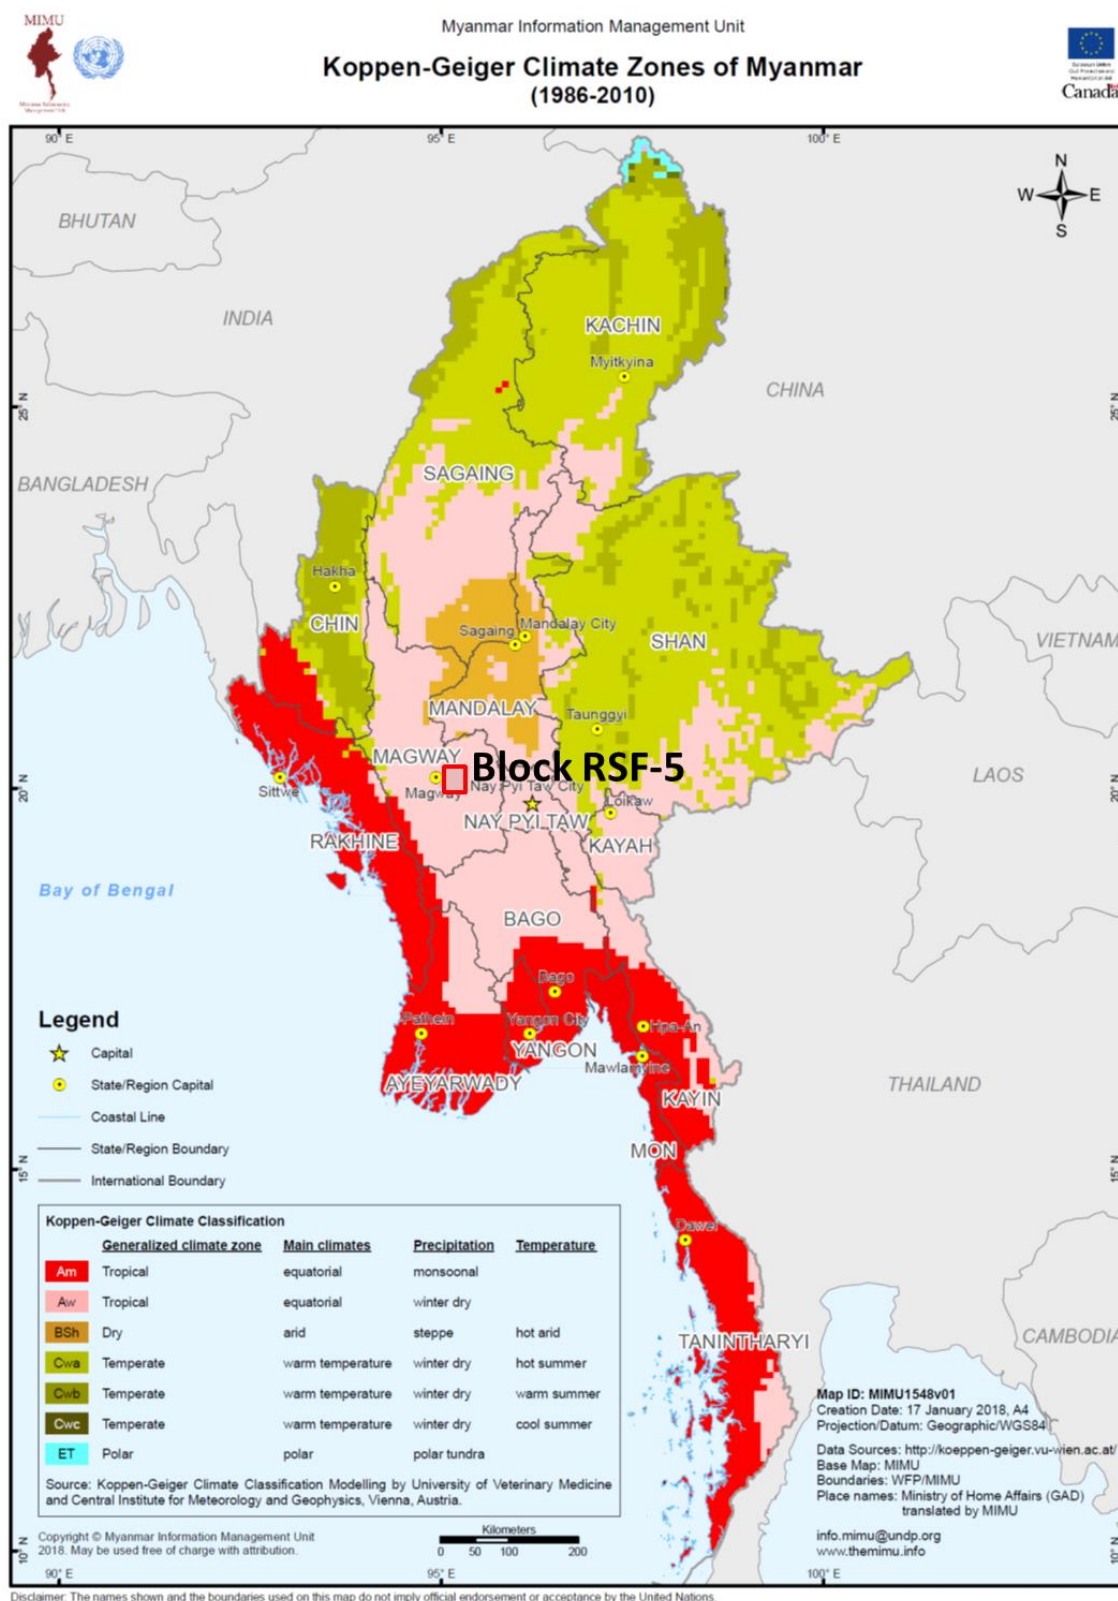 MIMU
Myanmar Information Management Unit
Koppen-Geiger Climate Zones of Myanmar
(1986-2010)
Canada
90° E
95° E
100° E
N
W
E
S
BHUTAN
INDIA
KACHIN
Myitkyina
CHINA
25° N
25° N
SAGAING
BANGLADESH
Hakha
CHIN
Sagaing
Mandalay City
SHAN
VIETNAM
MANDALAY
Taunggyi
MAGWAY
Block RSF-5
LAOS
20° N
20° N
Sittwe
Magway
Nay Pyi Taw City
Loikaw
NAY PYI TAW
RAKHINE
KAYAH
Bay of Bengal
BAGO
Bago
Pathein
Yangon City
Hpa-An
YANGON
Mawlamyine
AYEYARWADY
KAYIN
THAILAND
MON
15° N
15° N
Dawei
TANINTHARYI
CAMBODIA
Legend
Capital
State/Region Capital
Coastal Line
State/Region Boundary
International Boundary
Koppen-Geiger Climate Classification
Generalized climate zone Main climates Precipitation Temperature
Am Tropical equatorial monsoonal
Aw Tropical equatorial winter dry
BSh Dry arid steppe hot arid
Cwa Temperate warm temperature winter dry hot summer
Cwb Temperate warm temperature winter dry warm summer
Cwc Temperate warm temperature winter dry cool summer
ET Polar polar polar tundra
Source: Koppen-Geiger Climate Classification Modelling by University of Veterinary Medicine
and Central Institute for Meteorology and Geophysics, Vienna, Austria.
Map ID: MIMU1548v01
Creation Date: 17 January 2018, A4
Projection/Datum: Geographic/WGS84
Data Sources: http://koeppen-geiger.vu-wien.ac.at/
Base Map: MIMU
Boundaries: WFP/MIMU
Place names: Ministry of Home Affairs (GAD)
translated by MIMU
info.mimu@undp.org
www.themimu.info
Copyright © Myanmar Information Management Unit
2018. May be used free of charge with attribution.
Kilometers
0 50 100 200
10° N
10° N
90° E
95° E
100° E
Disclaimer: The names shown and the boundaries used on this map do not imply official endorsement or acceptance by the United Nations.